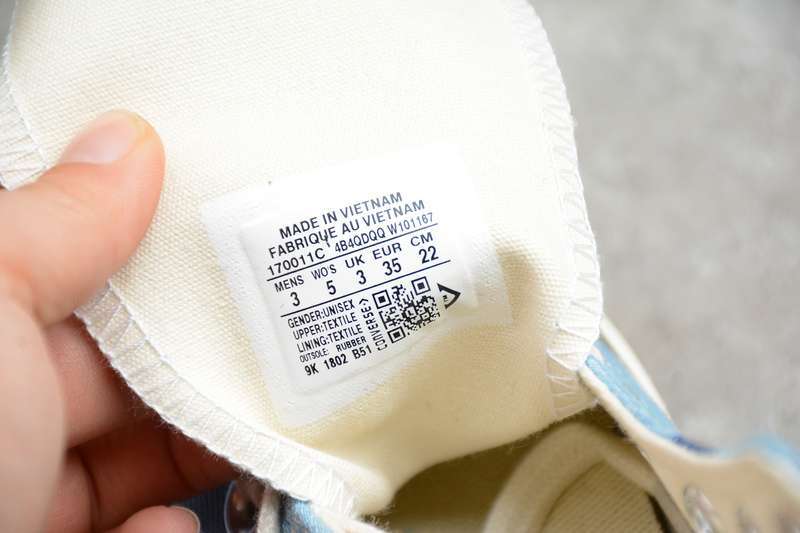 MADE IN VIETNAM
FABRIQUE AU VIETNAM
170011C 4B4QDQQ W101167
MENS WO'S UK EUR CM
3 5 3 35 22
GENDER:UNISEX
UPPER:TEXTILE
LINING:TEXTILE
OUTSOLE: RUBBER
9K 1802 B51
CONVERSE